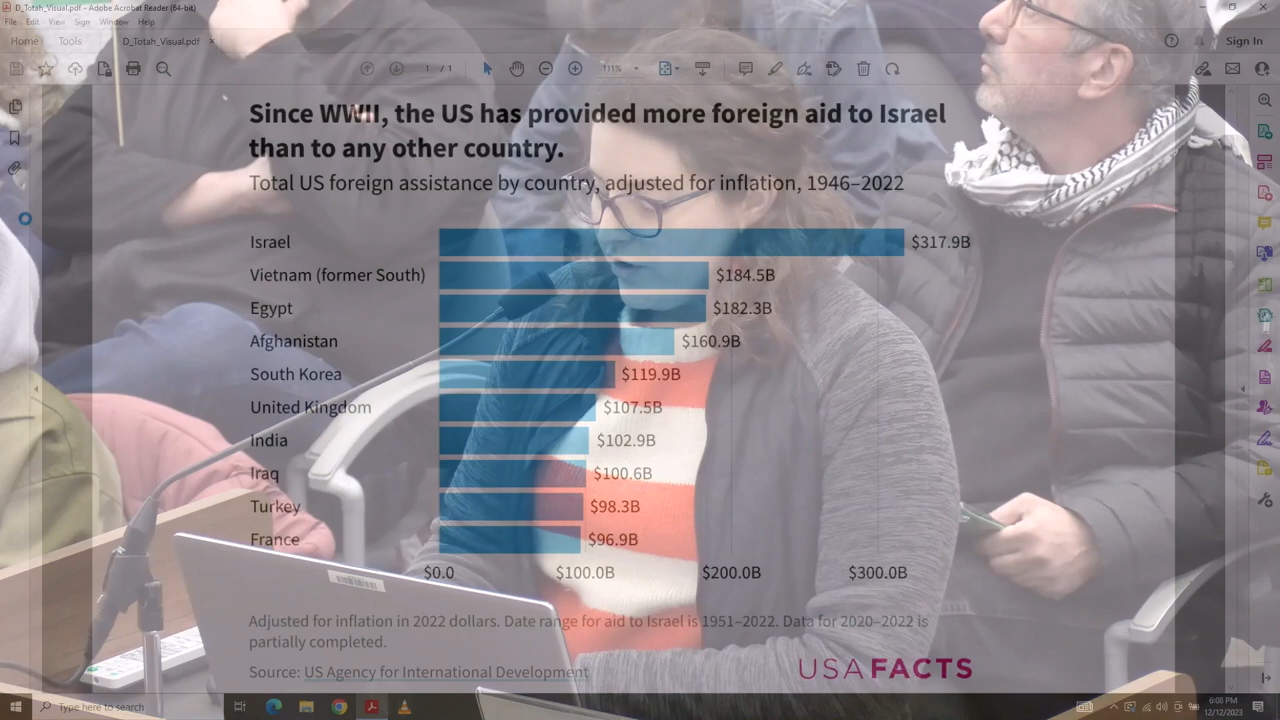 D_Totah_Visual.pdf - Adobe Acrobat Reader (64-bit)
File Edit View Sign Window Help
Home Tools D_Totah_Visual.pdf × Sign In
1 / 1 111%
Since WWII, the US has provided more foreign aid to Israel
than to any other country.
Total US foreign assistance by country, adjusted for inflation, 1946–2022
Israel $317.9B
Vietnam (former South) $184.5B
Egypt $182.3B
Afghanistan $160.9B
South Korea $119.9B
United Kingdom $107.5B
India $102.9B
Iraq $100.6B
Turkey $98.3B
France $96.9B
$0.0 $100.0B $200.0B $300.0B
Adjusted for inflation in 2022 dollars. Date range for aid to Israel is 1951–2022. Data for 2020–2022 is
partially completed.
Source: US Agency for International Development
USAFACTS
Type here to search
6:08 PM
12/12/2023